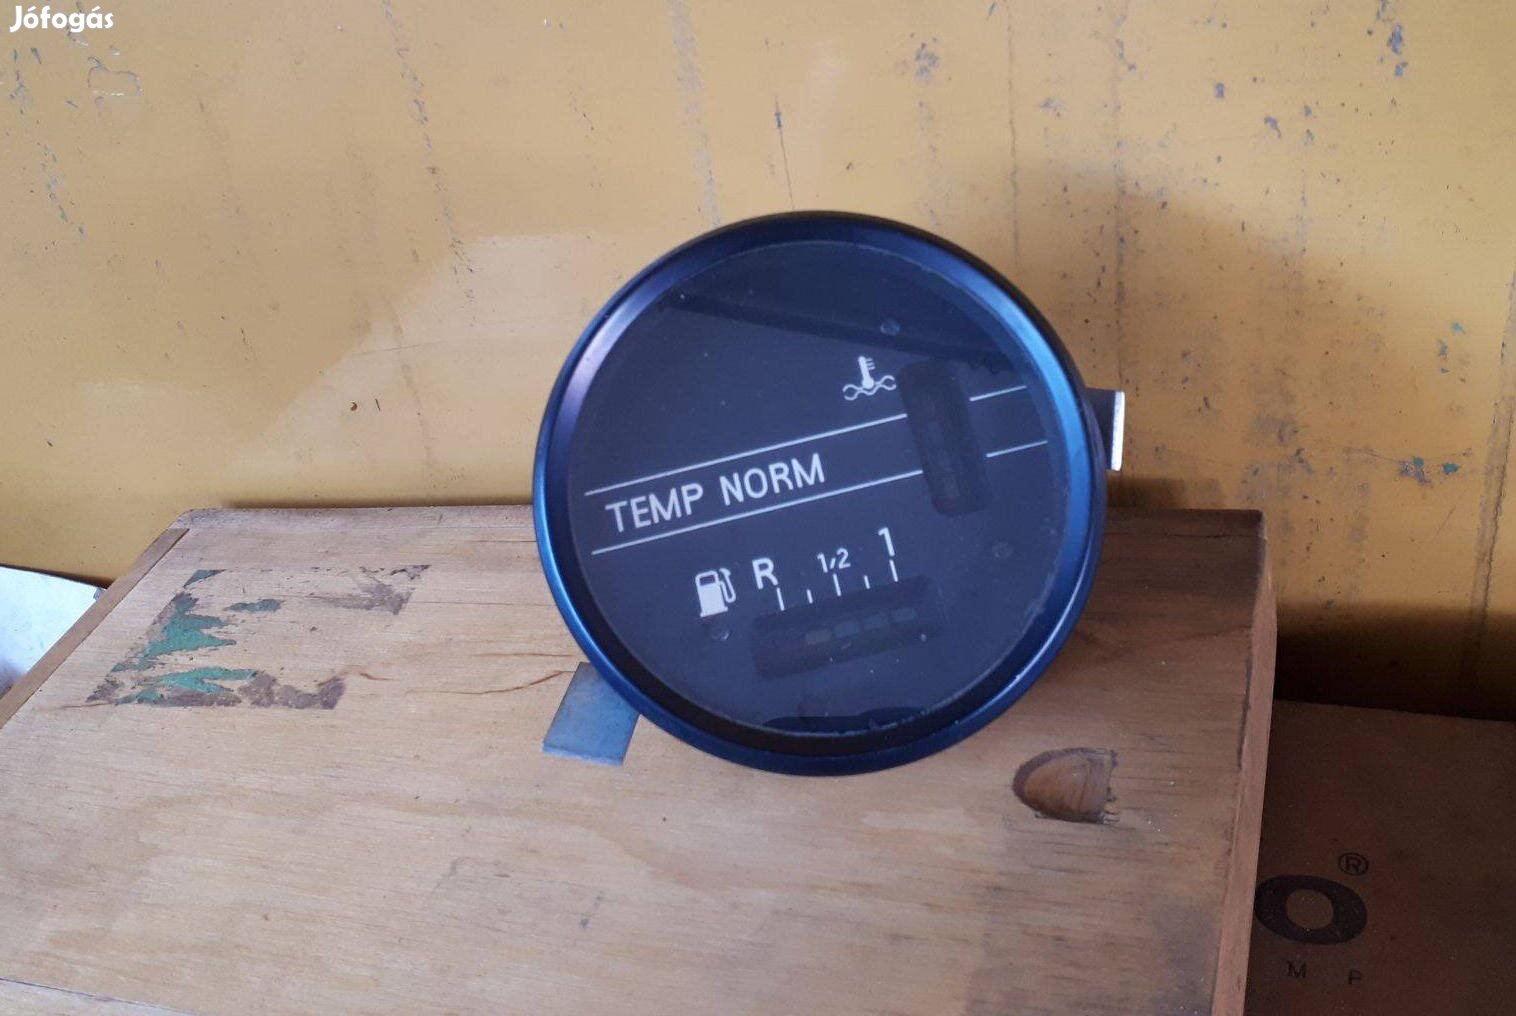 Jófogás
TEMP NORM
R 1/2 1
O®
M P